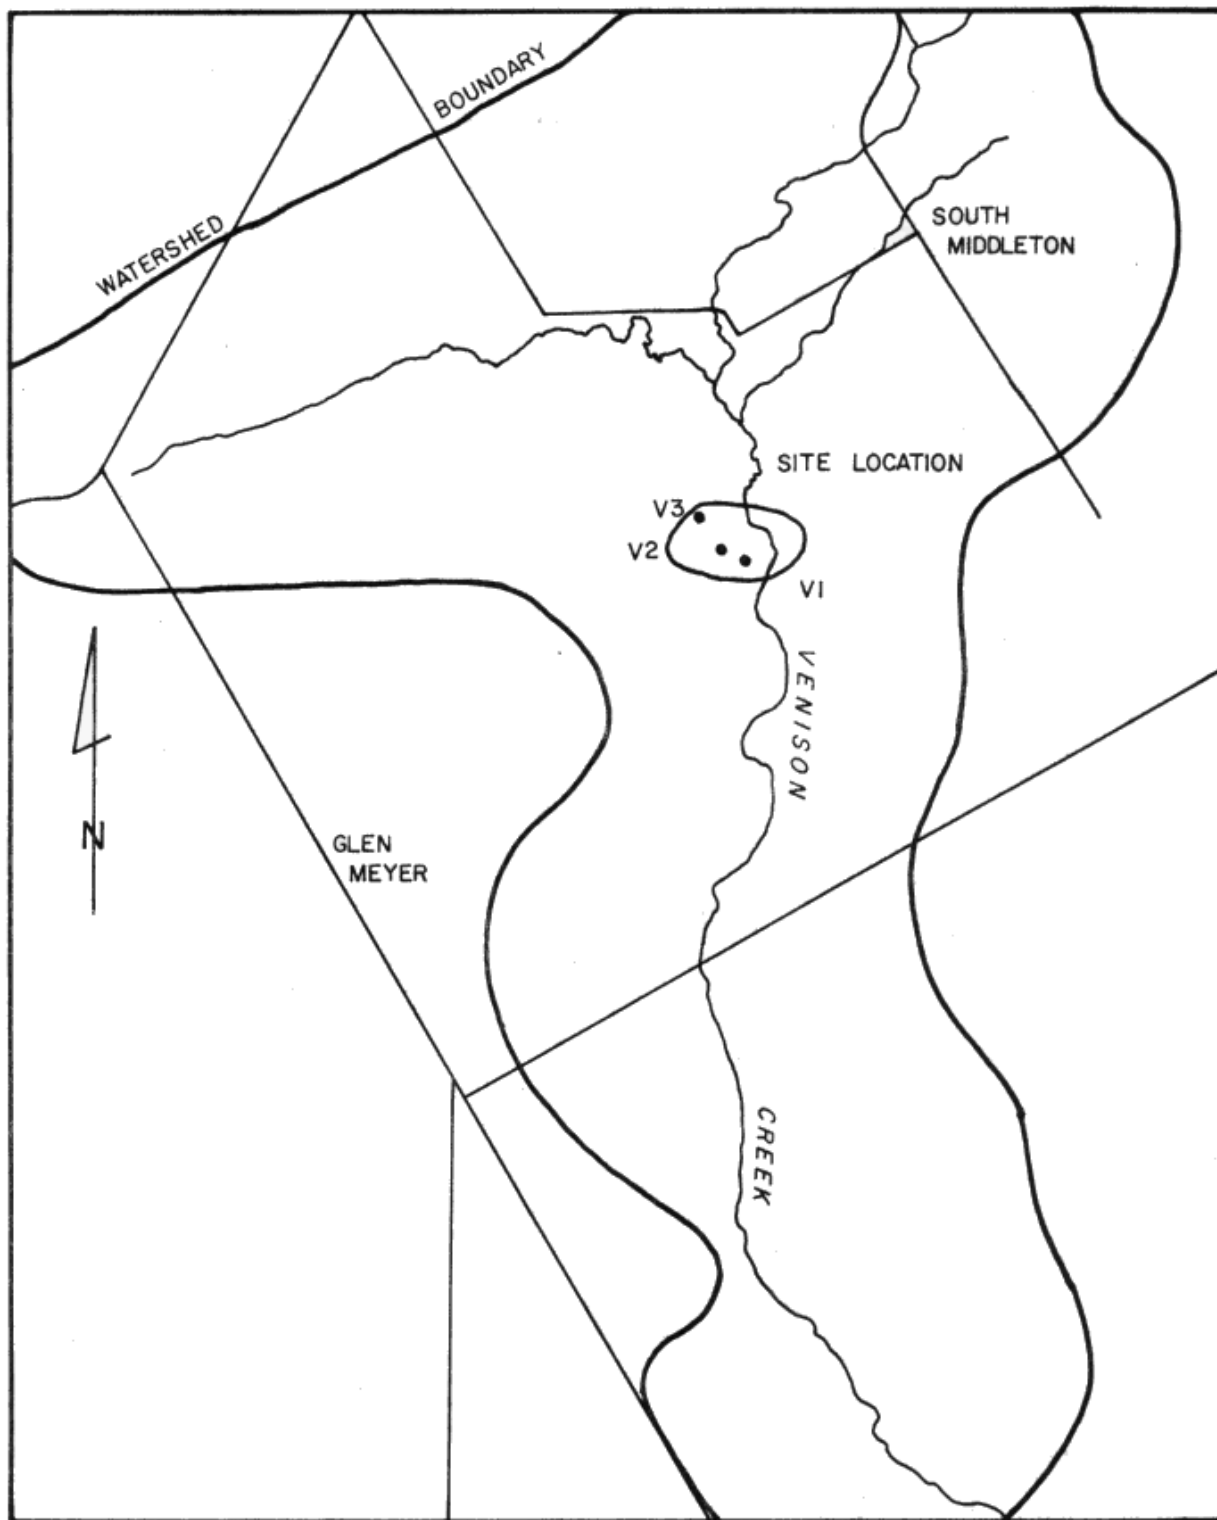 BOUNDARY
WATERSHED
SOUTH
MIDDLETON
SITE LOCATION
V3
V2
V1
VENISON
N
GLEN
MEYER
CREEK